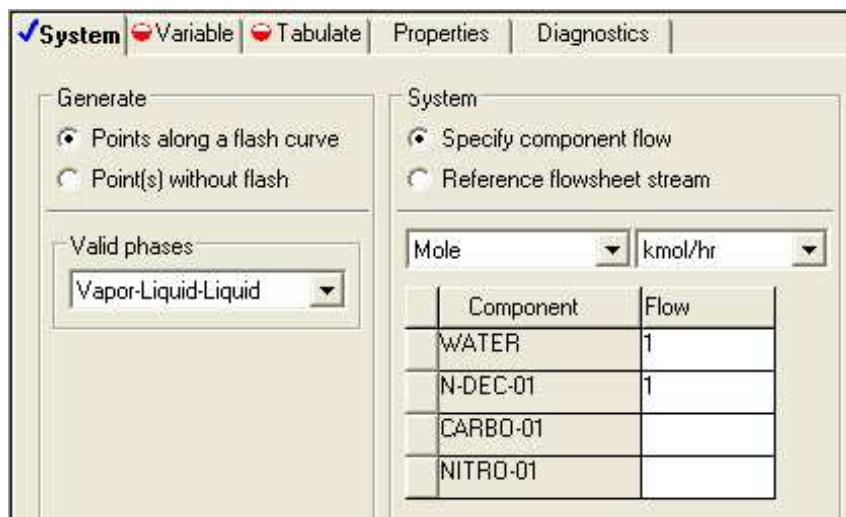 System Variable Tabulate Properties Diagnostics
Generate
Points along a flash curve
Point(s) without flash
Valid phases
Vapor-Liquid-Liquid
System
Specify component flow
Reference flowsheet stream
Mole kmol/hr
Component Flow
WATER 1
N-DEC-01 1
CARBO-01
NITRO-01